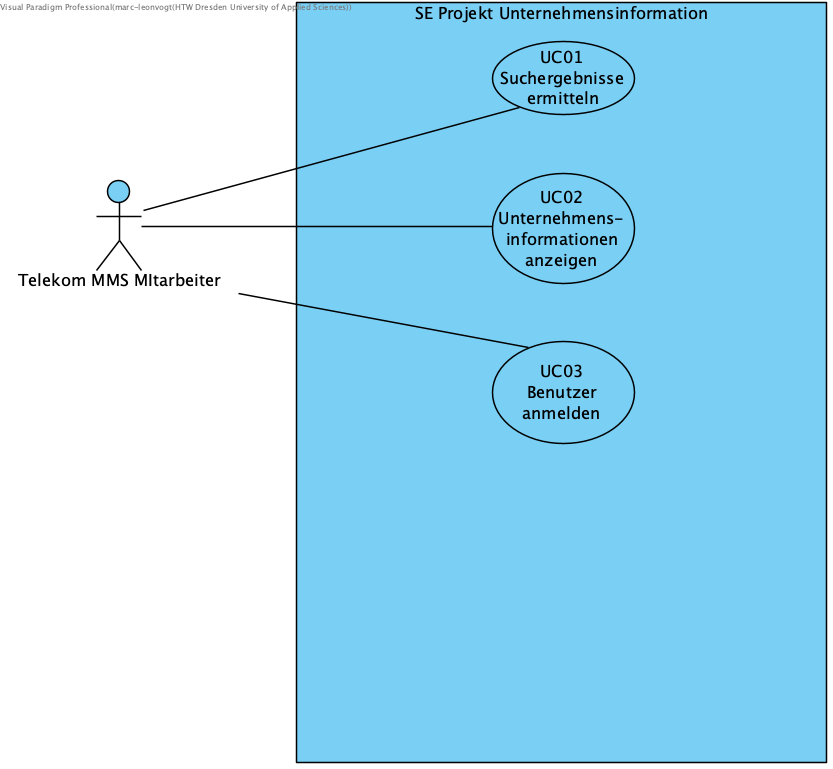 Visual Paradigm Professional(marc-leonvogt(HTW Dresden University of Applied Sciences))
SE Projekt Unternehmensinformation
UC01
Suchergebnisse
ermitteln
UC02
Unternehmens-
informationen
anzeigen
Telekom MMS MItarbeiter
UC03
Benutzer
anmelden